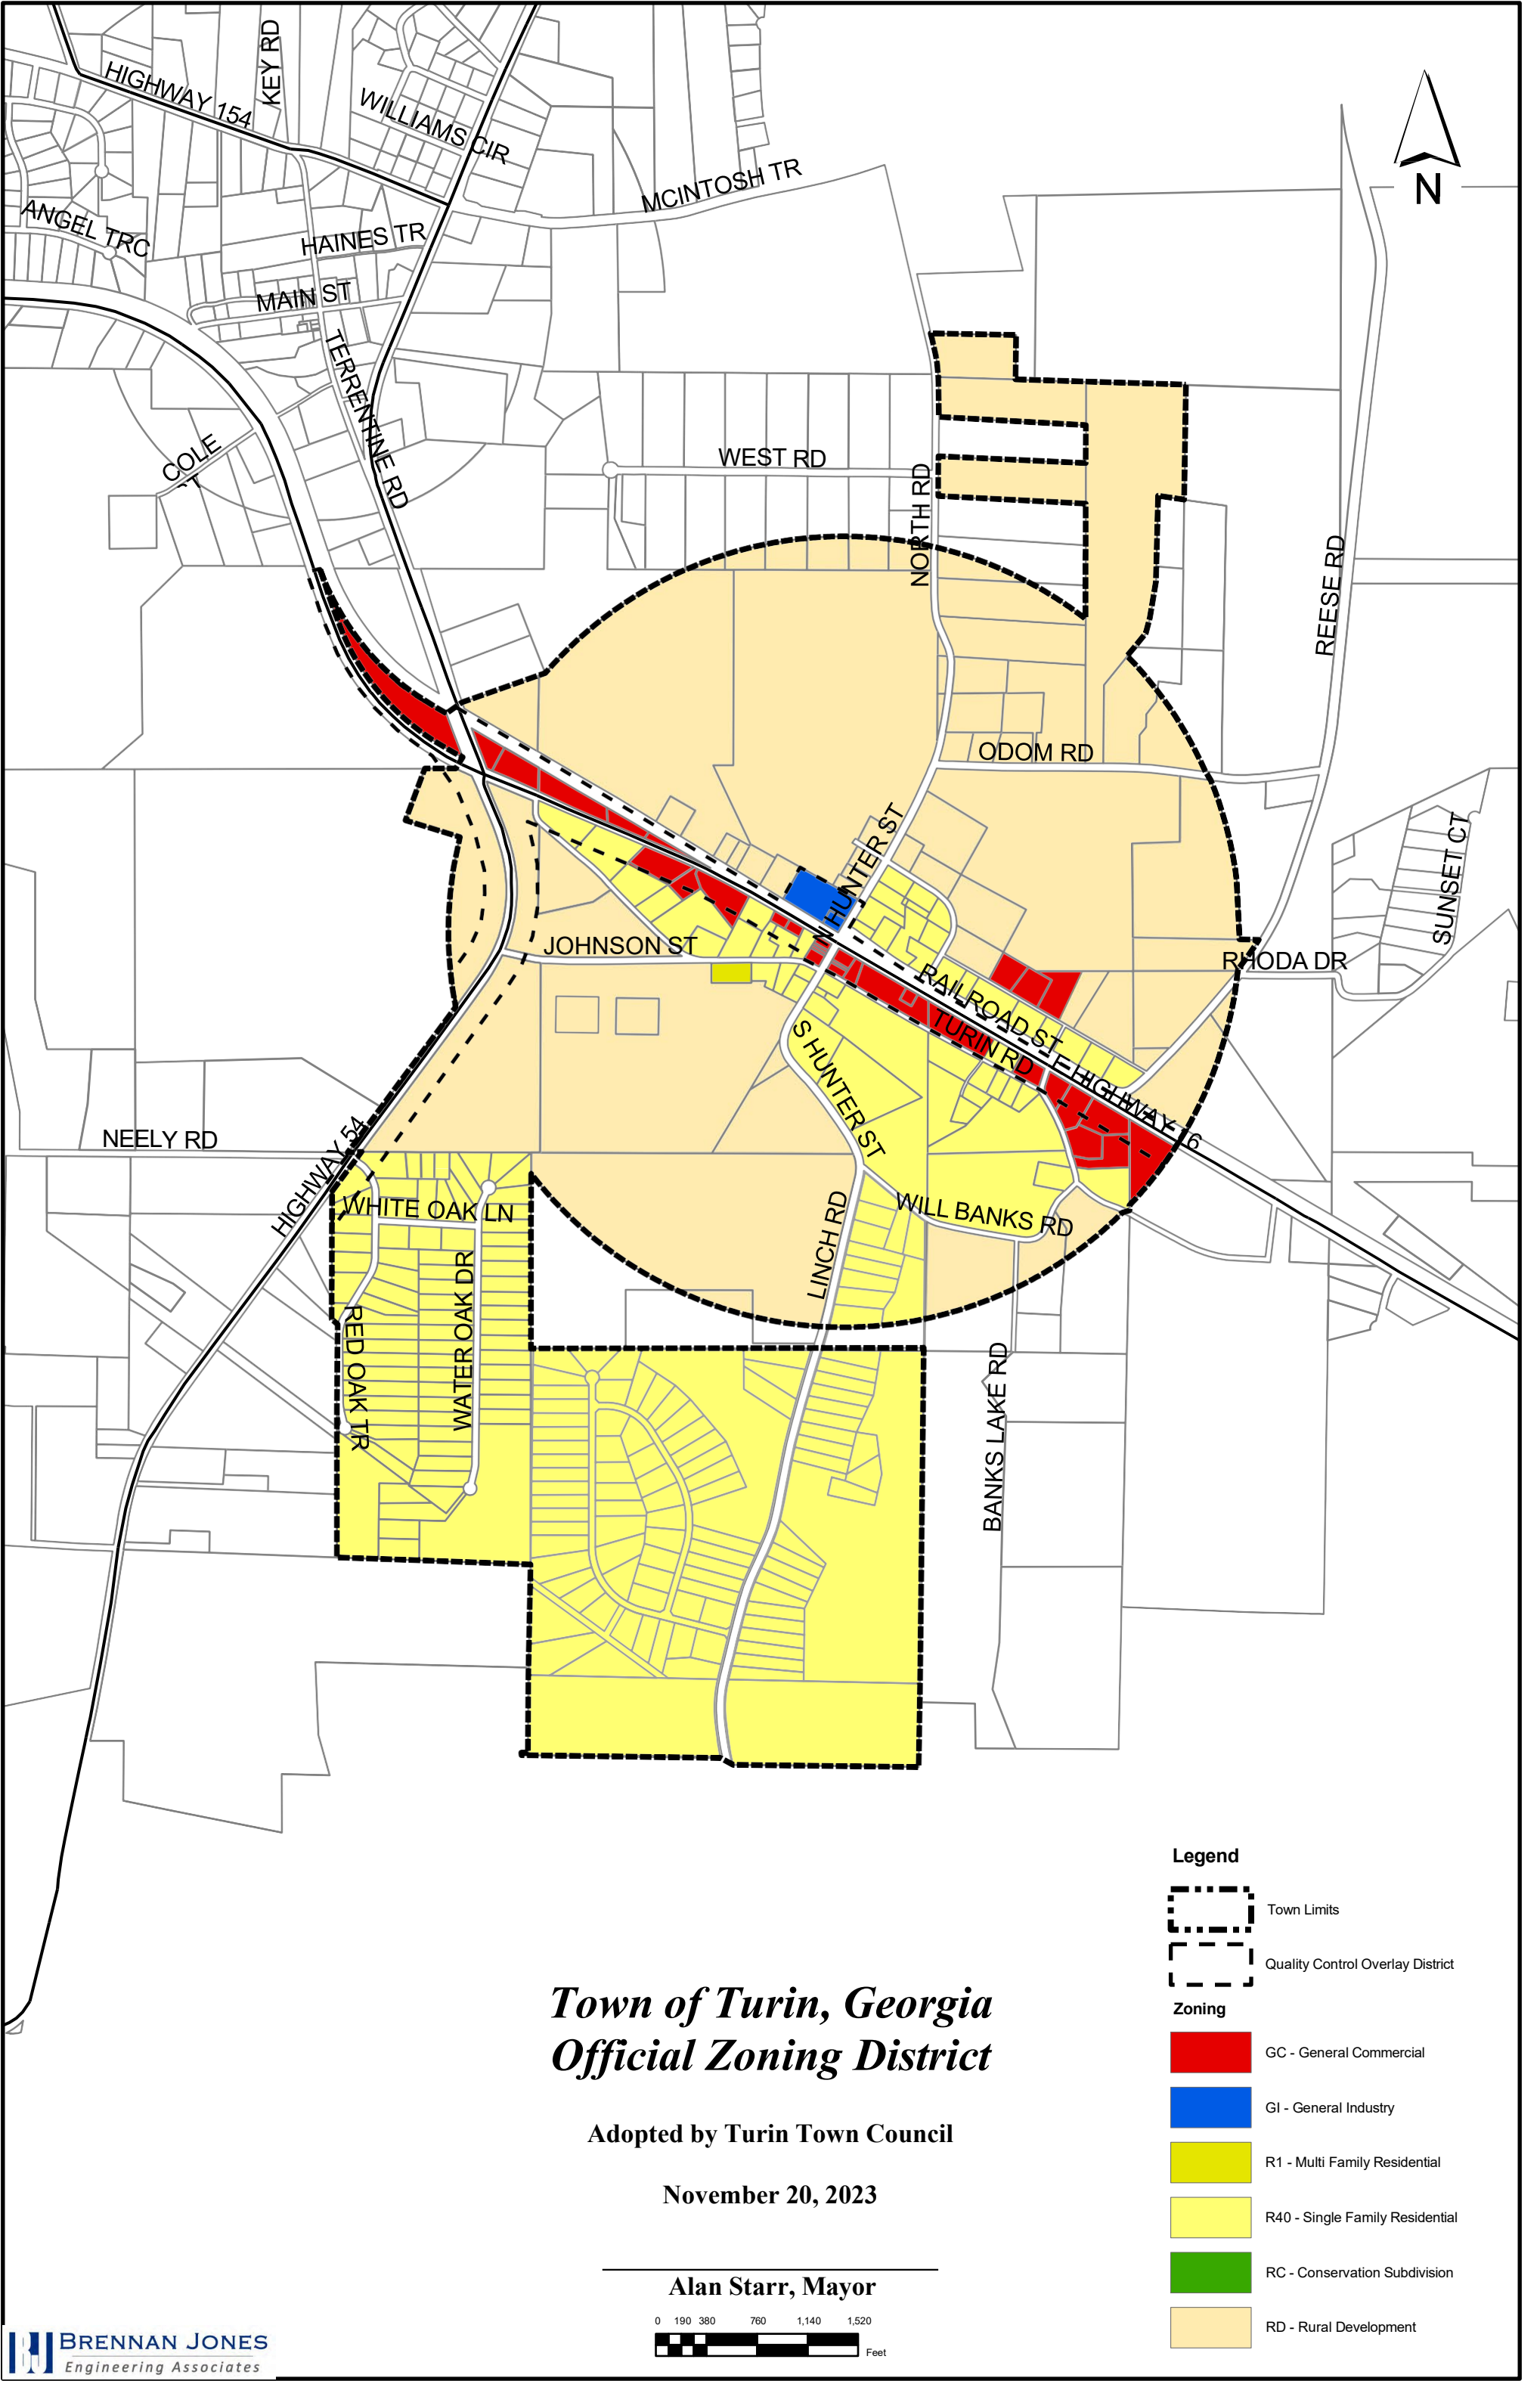 HIGHWAY 154
KEY RD
WILLIAMS CIR
MCINTOSH TR
N
ANGEL TRC
HAINES TR
MAIN ST
TERRENTINE RD
COLE
CT
WEST RD
NORTH RD
REESE RD
ODOM RD
SUNSET CT
N HUNTER ST
JOHNSON ST
RHODA DR
RAILROAD ST
TURIN RD
E HIGHWAY 16
S HUNTER ST
NEELY RD
HIGHWAY 54
WHITE OAK LN
WILL BANKS RD
LINCH RD
RED OAK TR
WATER OAK DR
BANKS LAKE RD
Legend
Town Limits
Quality Control Overlay District
Zoning
GC - General Commercial
GI - General Industry
R1 - Multi Family Residential
R40 - Single Family Residential
RC - Conservation Subdivision
RD - Rural Development
Town of Turin, Georgia
Official Zoning District
Adopted by Turin Town Council
November 20, 2023
Alan Starr, Mayor
0 190 380 760 1,140 1,520
Feet
BJ BRENNAN JONES
Engineering Associates